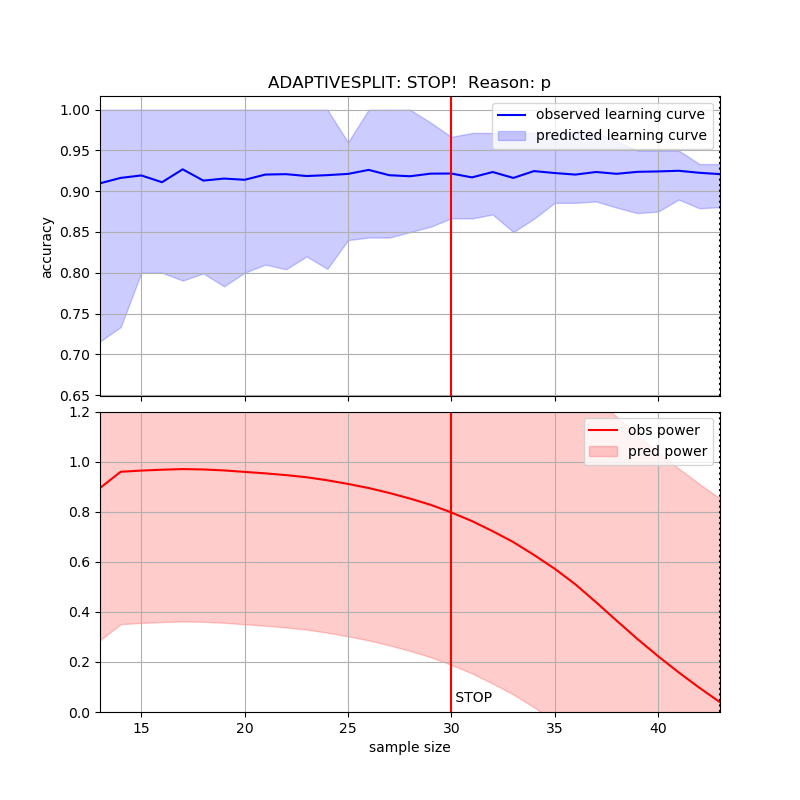 ADAPTIVESPLIT: STOP!  Reason: p
1.00
0.95
0.90
0.85
0.80
0.75
0.70
0.65
accuracy
observed learning curve
predicted learning curve
1.2
1.0
0.8
0.6
0.4
0.2
0.0
obs power
pred power
STOP
15 20 25 30 35 40
sample size